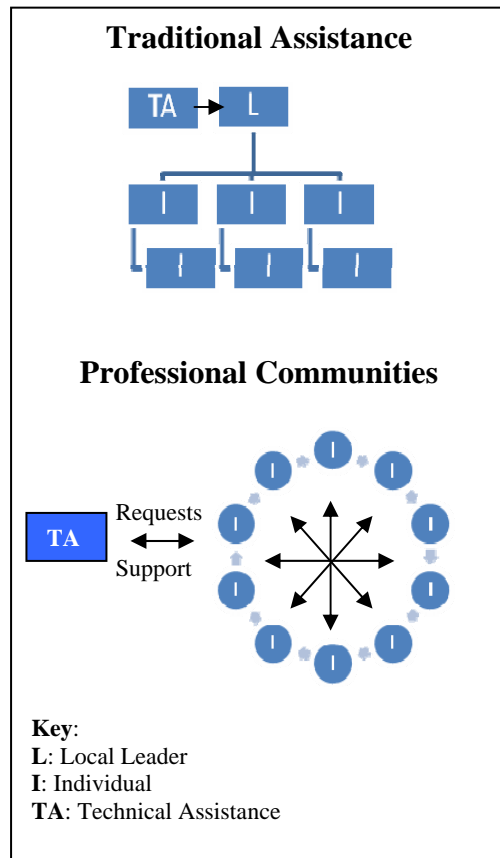 Traditional Assistance
TA L
I I I
I I I
Professional Communities
I
I I
I I
TA Requests
Support
I I
I I
I
Key:
L: Local Leader
I: Individual
TA: Technical Assistance